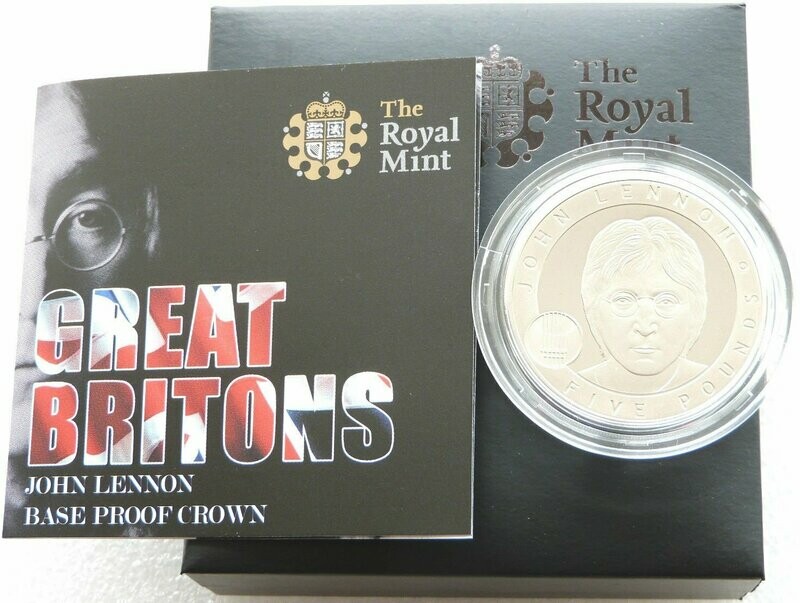 The
Royal
Mint
GREAT
BRITONS
JOHN LENNON
BASE PROOF CROWN
The
Royal
Mint
JOHN LENNON
FIVE POUNDS